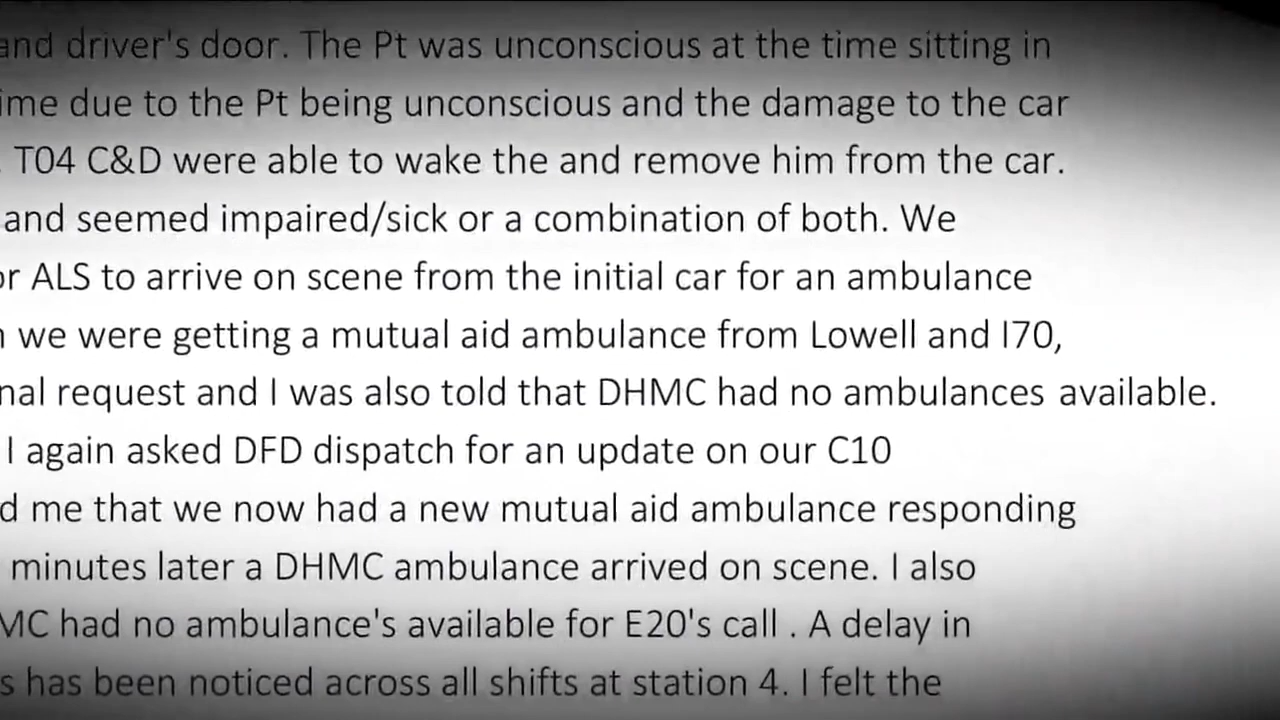 and driver's door. The Pt was unconscious at the time sitting in
ime due to the Pt being unconscious and the damage to the car
. T04 C&D were able to wake the and remove him from the car.
and seemed impaired/sick or a combination of both. We
or ALS to arrive on scene from the initial car for an ambulance
we were getting a mutual aid ambulance from Lowell and I70,
nal request and I was also told that DHMC had no ambulances available.
I again asked DFD dispatch for an update on our C10
d me that we now had a new mutual aid ambulance responding
minutes later a DHMC ambulance arrived on scene. I also
MC had no ambulance's available for E20's call . A delay in
s has been noticed across all shifts at station 4. I felt the